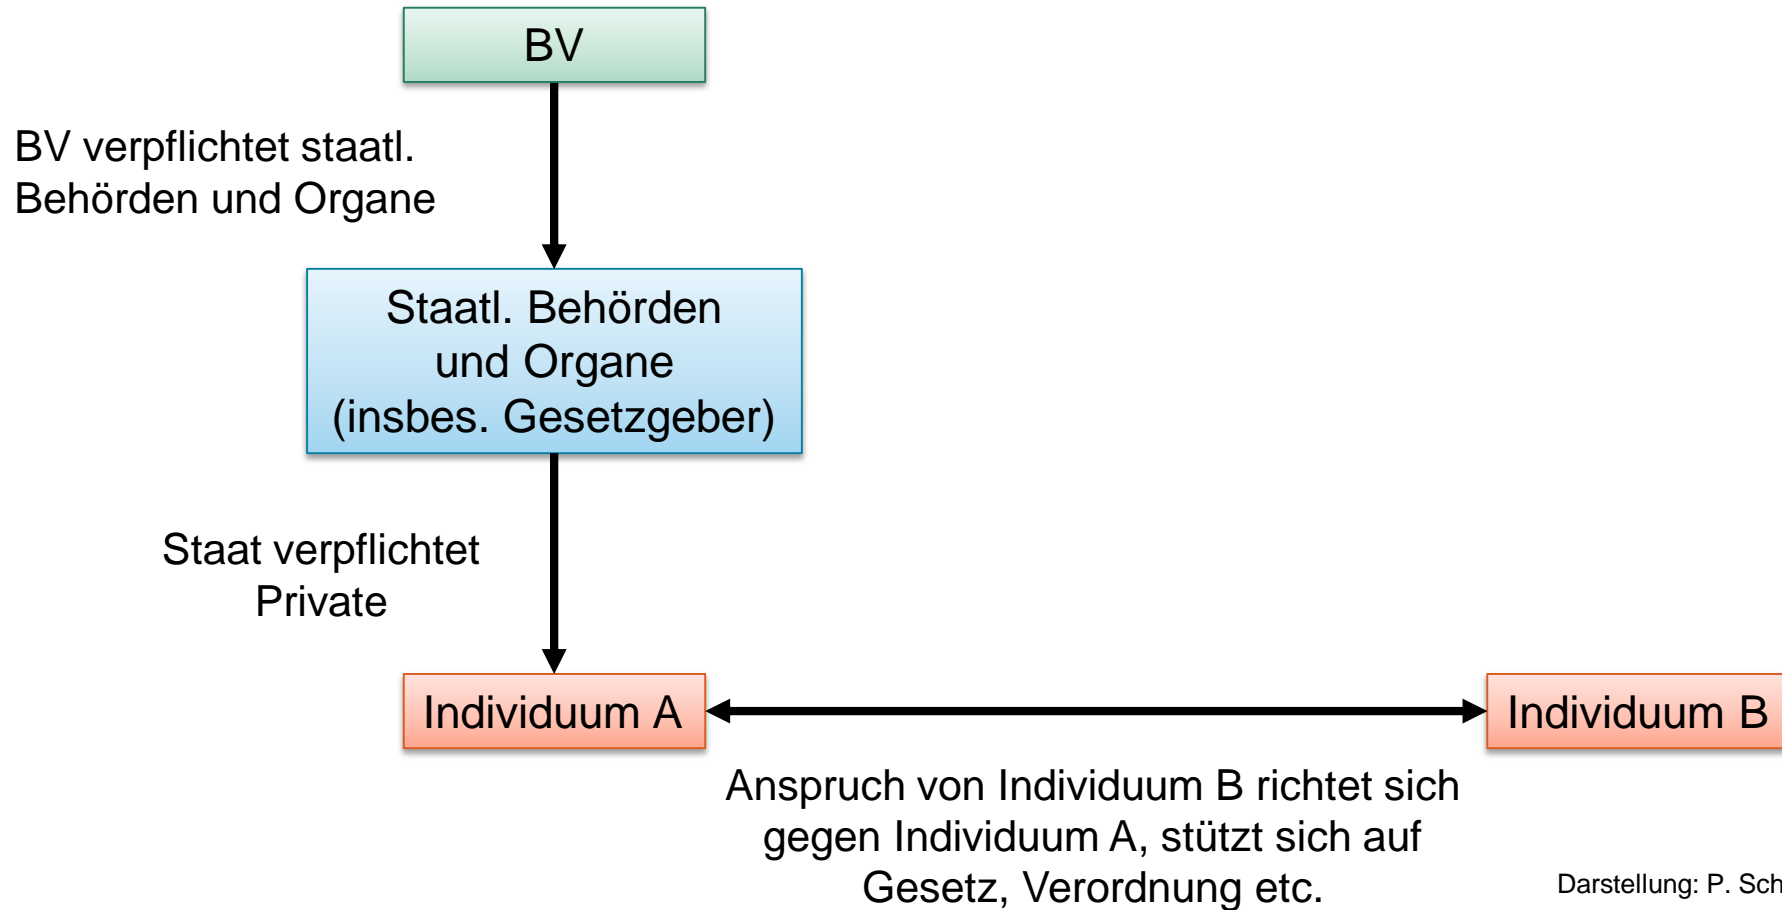 BV
BV verpflichtet staatl.
Behörden und Organe
Staatl. Behörden
und Organe
(insbes. Gesetzgeber)
Staat verpflichtet
Private
Individuum A
Individuum B
Anspruch von Individuum B richtet sich
gegen Individuum A, stützt sich auf
Gesetz, Verordnung etc.
Darstellung: P.